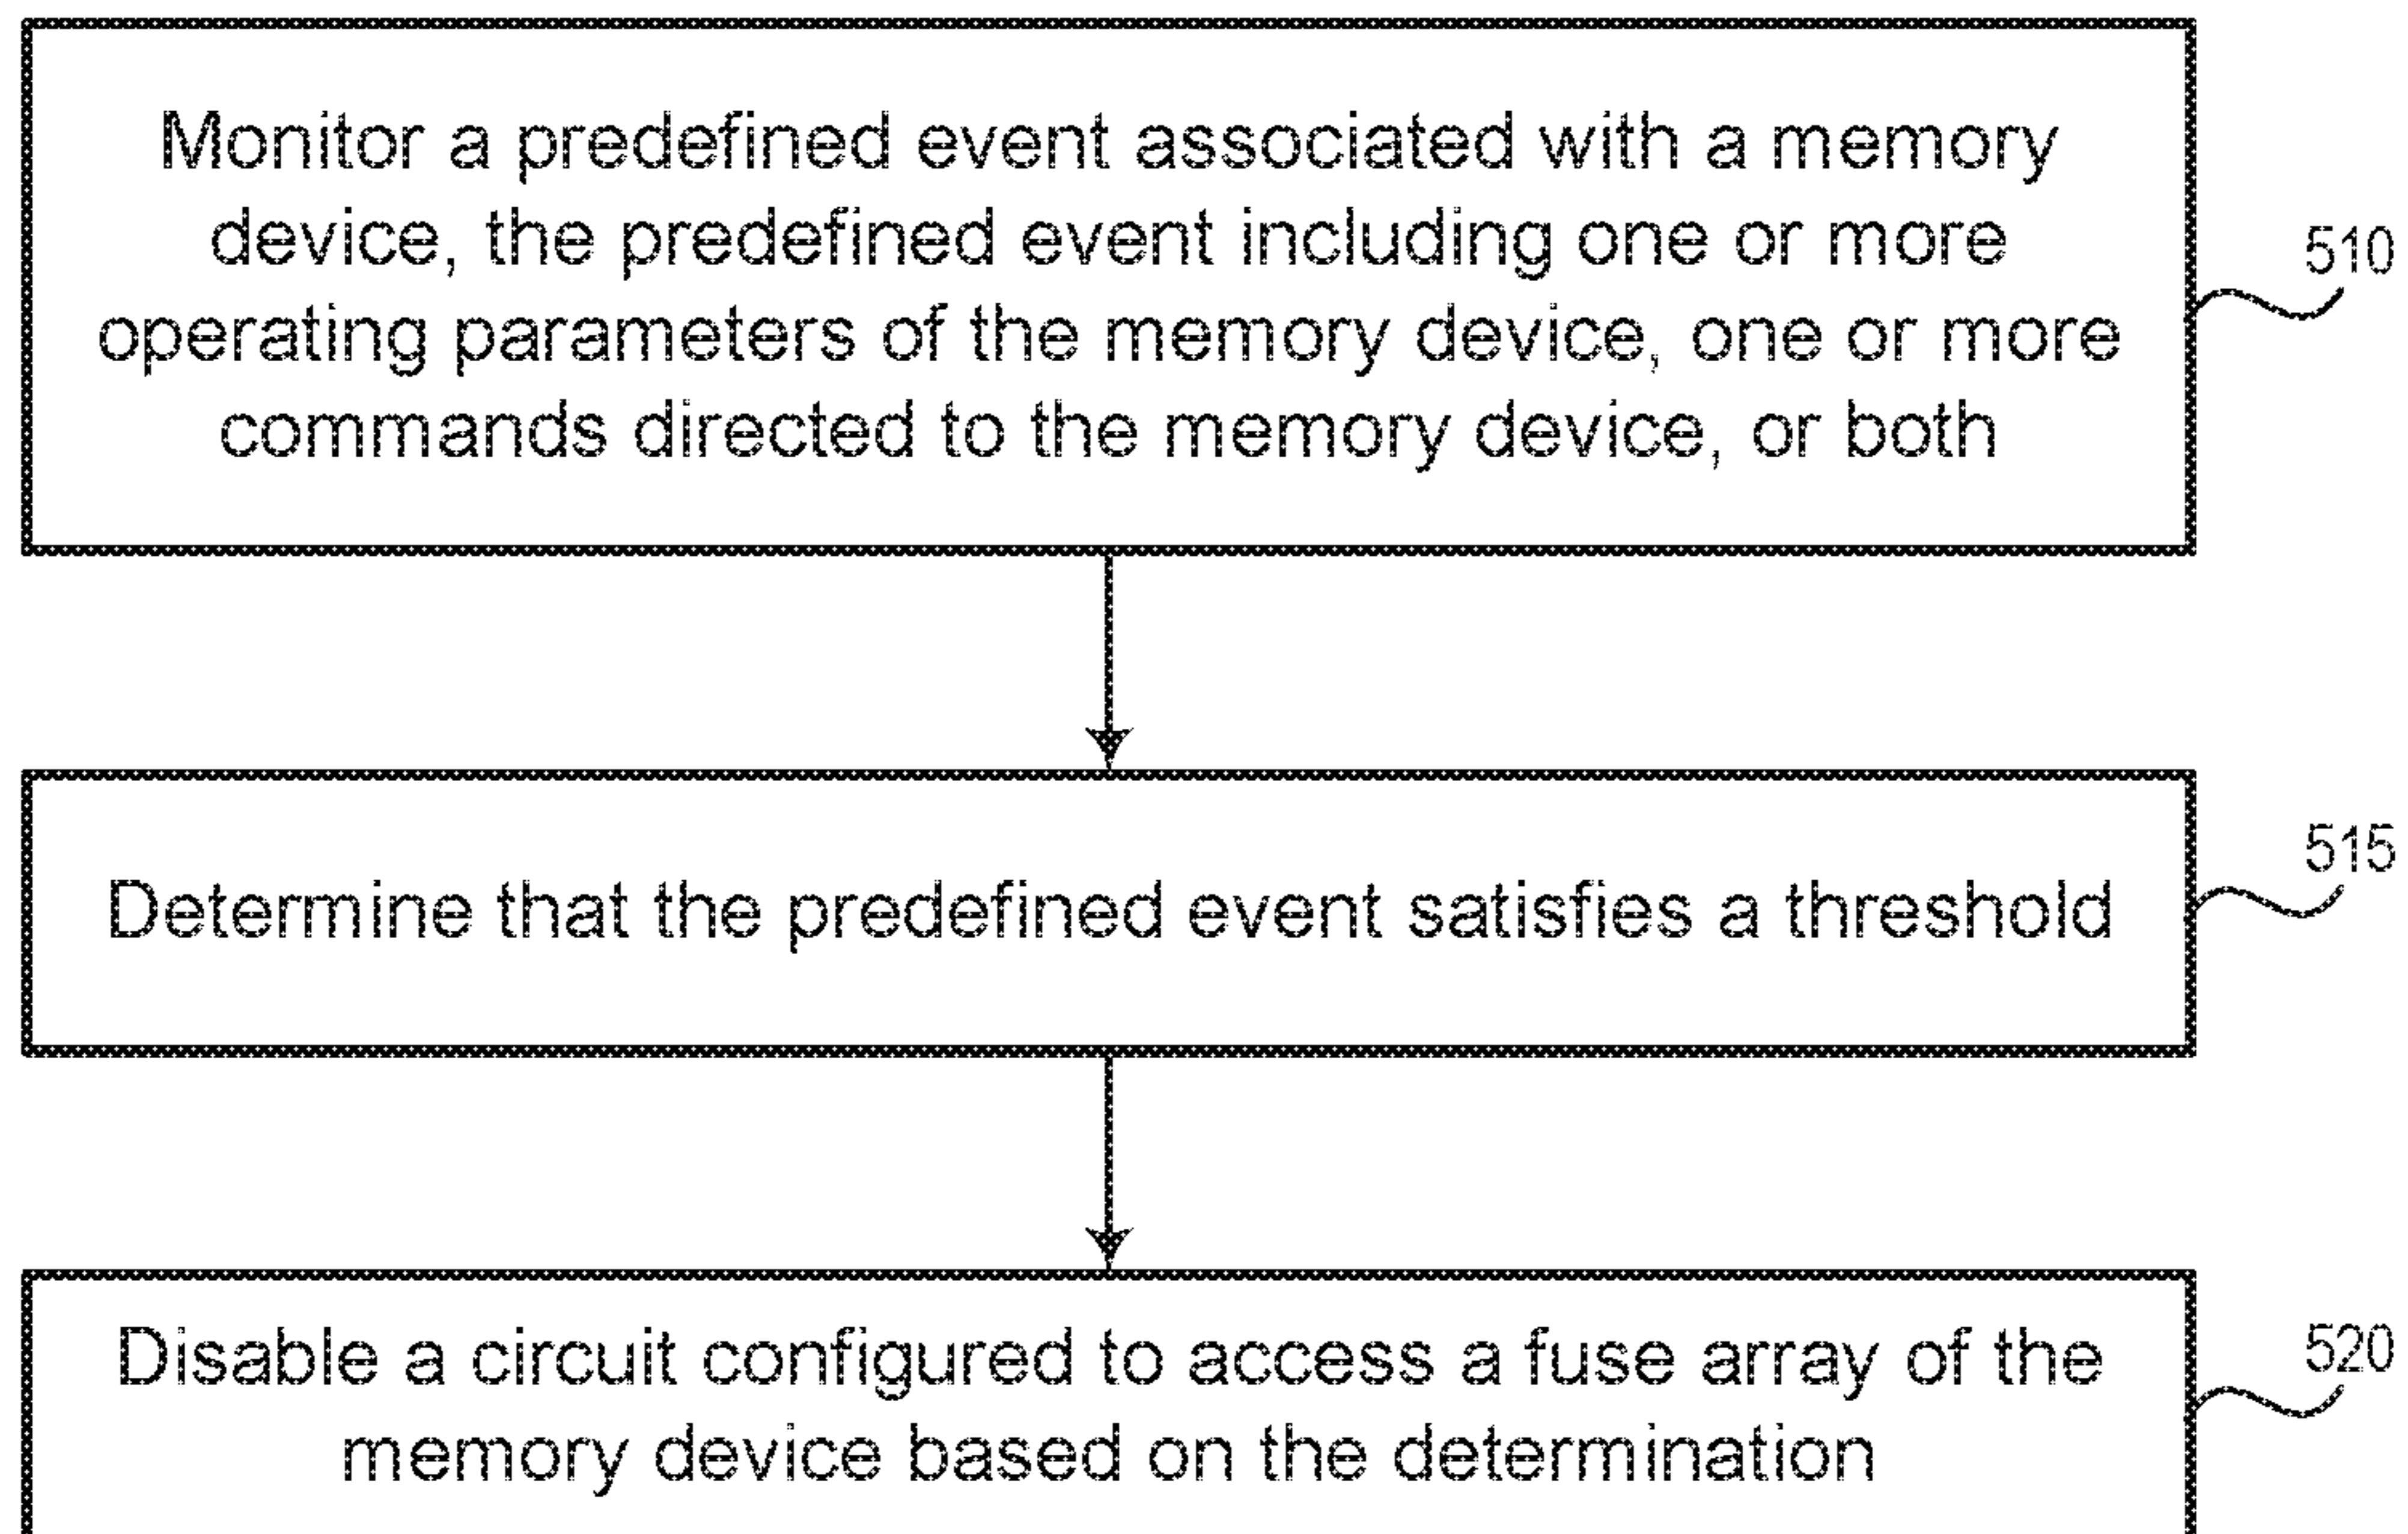 Monitor a predefined event associated with a memory
device, the predefined event including one or more
operating parameters of the memory device, one or more
commands directed to the memory device, or both
510
Determine that the predefined event satisfies a threshold
515
Disable a circuit configured to access a fuse array of the
memory device based on the determination
520